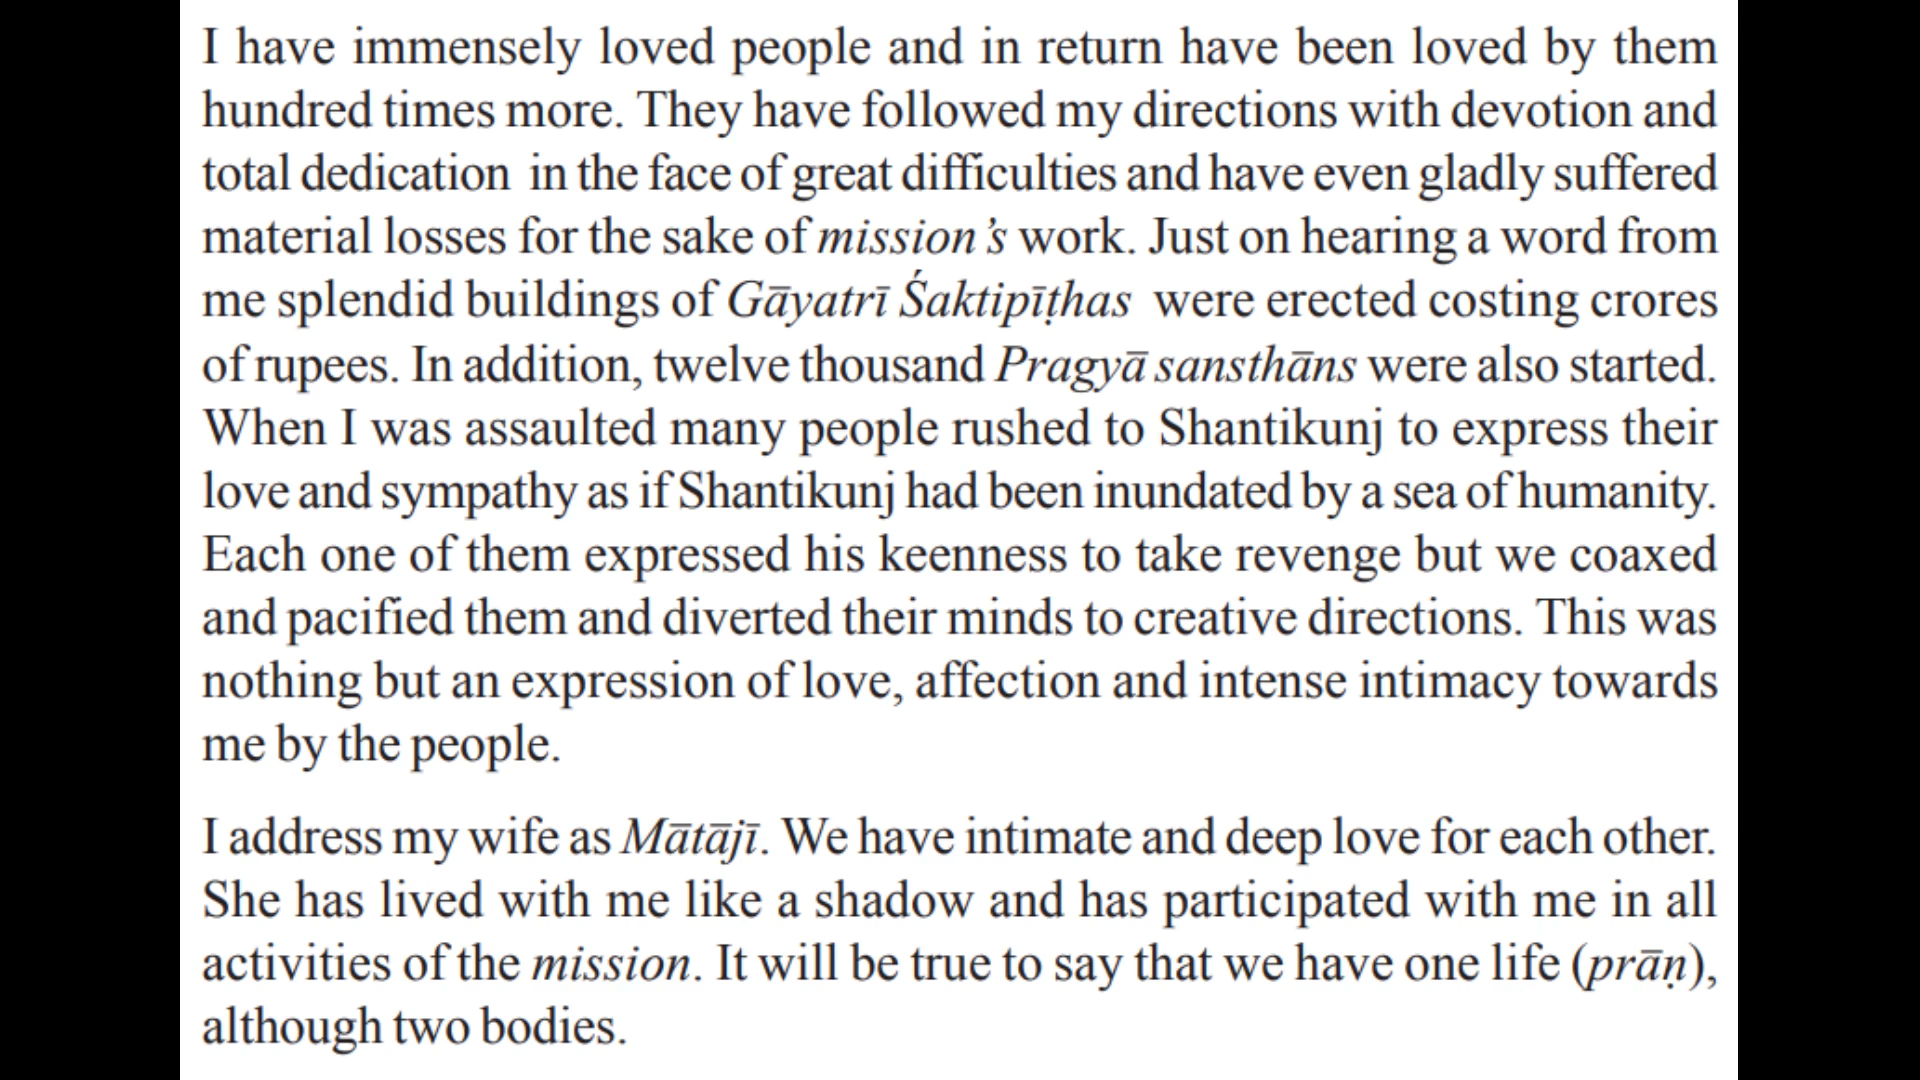 I have immensely loved people and in return have been loved by them
hundred times more. They have followed my directions with devotion and
total dedication in the face of great difficulties and have even gladly suffered
material losses for the sake of mission's work. Just on hearing a word from
me splendid buildings of Gāyatrī Śaktipīṭhas were erected costing crores
of rupees. In addition, twelve thousand Pragyā sansthāns were also started.
When I was assaulted many people rushed to Shantikunj to express their
love and sympathy as if Shantikunj had been inundated by a sea of humanity.
Each one of them expressed his keenness to take revenge but we coaxed
and pacified them and diverted their minds to creative directions. This was
nothing but an expression of love, affection and intense intimacy towards
me by the people.
I address my wife as Mātājī. We have intimate and deep love for each other.
She has lived with me like a shadow and has participated with me in all
activities of the mission. It will be true to say that we have one life (prāṇ),
although two bodies.